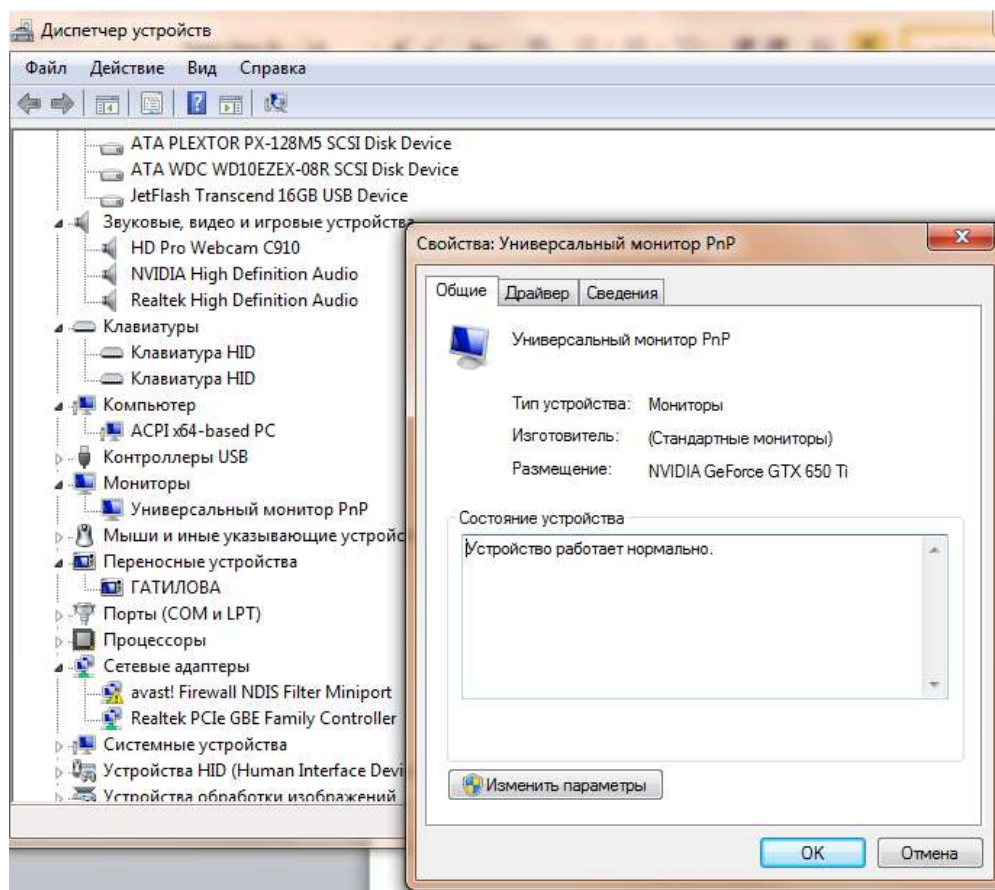 Диспетчер устройств
Файл Действие Вид Справка
ATA PLEXTOR PX-128M5 SCSI Disk Device
ATA WDC WD10EZEX-08R SCSI Disk Device
JetFlash Transcend 16GB USB Device
Звуковые, видео и игровые устройства
HD Pro Webcam C910
NVIDIA High Definition Audio
Realtek High Definition Audio
Клавиатуры
Клавиатура HID
Клавиатура HID
Компьютер
ACPI x64-based PC
Контроллеры USB
Мониторы
Универсальный монитор PnP
Мыши и иные указывающие устройс
Переносные устройства
ГАТИЛОВА
Порты (COM и LPT)
Процессоры
Сетевые адаптеры
avast! Firewall NDIS Filter Miniport
Realtek PCIe GBE Family Controller
Системные устройства
Устройства HID (Human Interface Devi
Устройства обработки изображений
Свойства: Универсальный монитор PnP
Общие Драйвер Сведения
Универсальный монитор PnP
Тип устройства: Мониторы
Изготовитель: (Стандартные мониторы)
Размещение: NVIDIA GeForce GTX 650 Ti
Состояние устройства
Устройство работает нормально.
Изменить параметры
OK Отмена